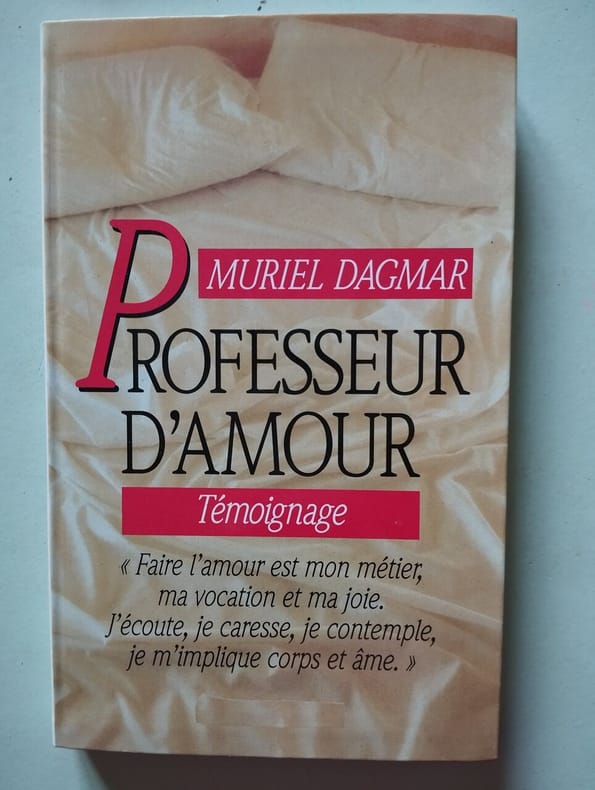 MURIEL DAGMAR
PROFESSEUR
D'AMOUR
Témoignage
« Faire l'amour est mon métier,
ma vocation et ma joie.
J'écoute, je caresse, je contemple,
je m'implique corps et âme. »